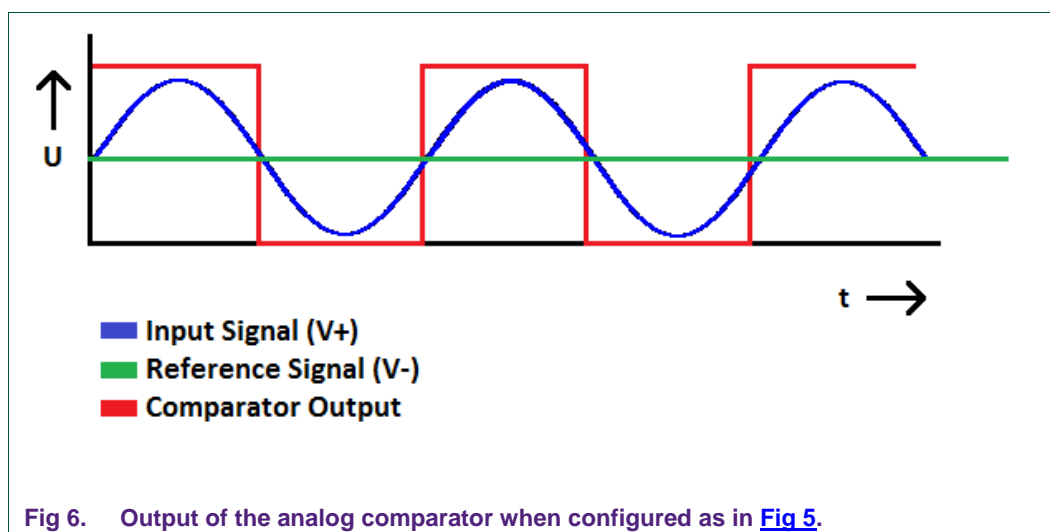 U
t
Input Signal (V+)
Reference Signal (V-)
Comparator Output
Fig 6. Output of the analog comparator when configured as in Fig 5.